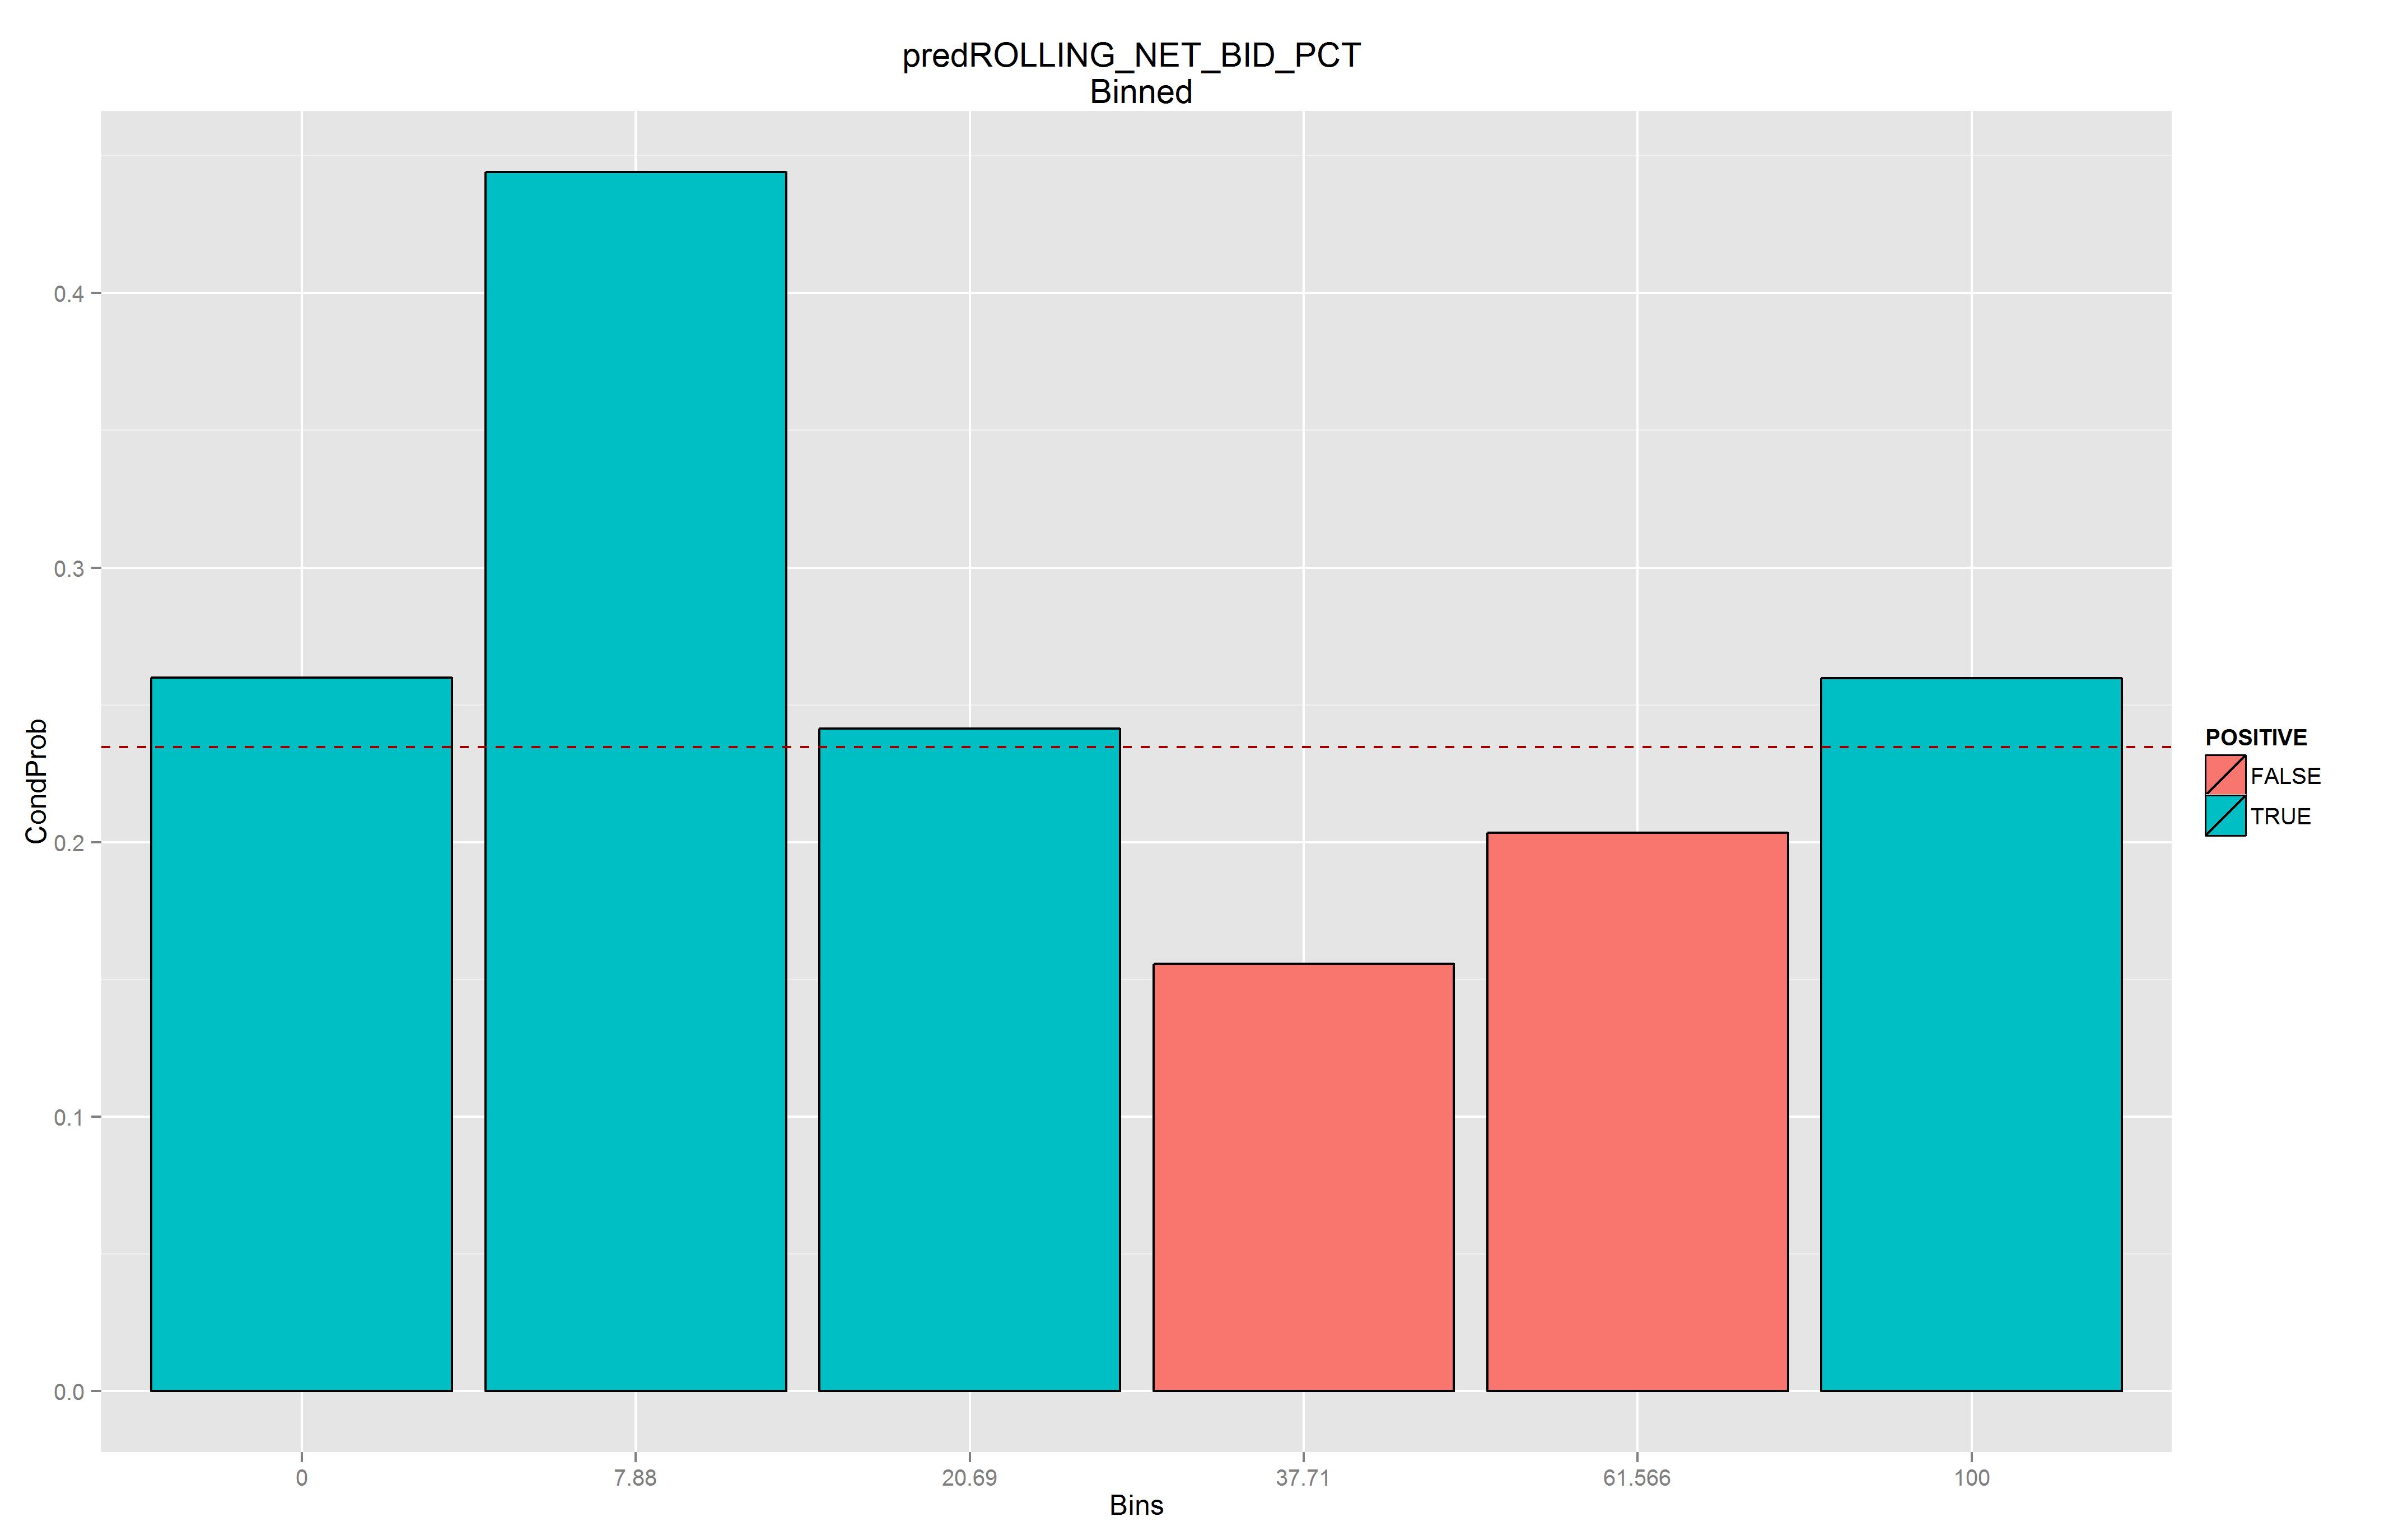 predROLLING_NET_BID_PCT
Binned
CondProb
0.4
0.3
0.2
0.1
0.0
0 7.88 20.69 37.71 61.566 100
Bins
POSITIVE
FALSE
TRUE